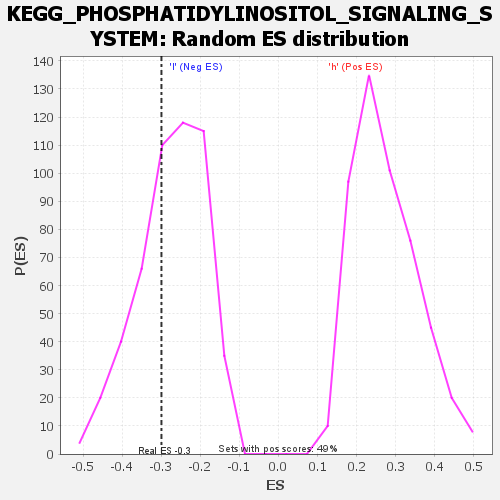 KEGG_PHOSPHATIDYLINOSITOL_SIGNALING_S
YSTEM: Random ES distribution
'l' (Neg ES)
'h' (Pos ES)
140
130
120
110
100
90
80
70
60
50
40
30
20
10
0
P(ES)
Real ES -0.3
Sets with pos scores: 49%
-0.5 -0.4 -0.3 -0.2 -0.1 0.0 0.1 0.2 0.3 0.4 0.5
ES